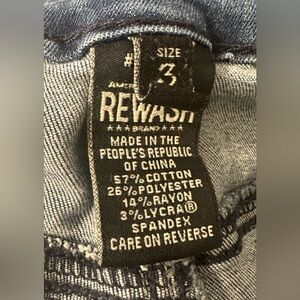 #
SIZE
3
AMER
REWASH
BRAND
MADE IN THE
PEOPLE'S REPUBLIC
OF CHINA
57% COTTON
26% POLYESTER
14% RAYON
3% LYCRA®
SPANDEX
CARE ON REVERSE